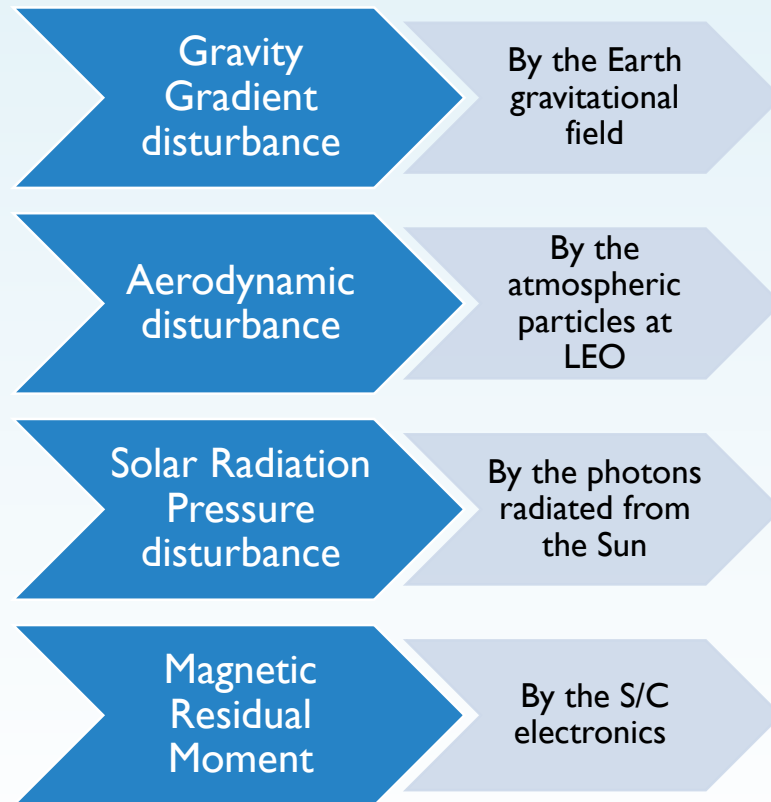 Gravity
Gradient
disturbance
By the Earth
gravitational
field
Aerodynamic
disturbance
By the
atmospheric
particles at
LEO
Solar Radiation
Pressure
disturbance
By the photons
radiated from
the Sun
Magnetic
Residual
Moment
By the S/C
electronics